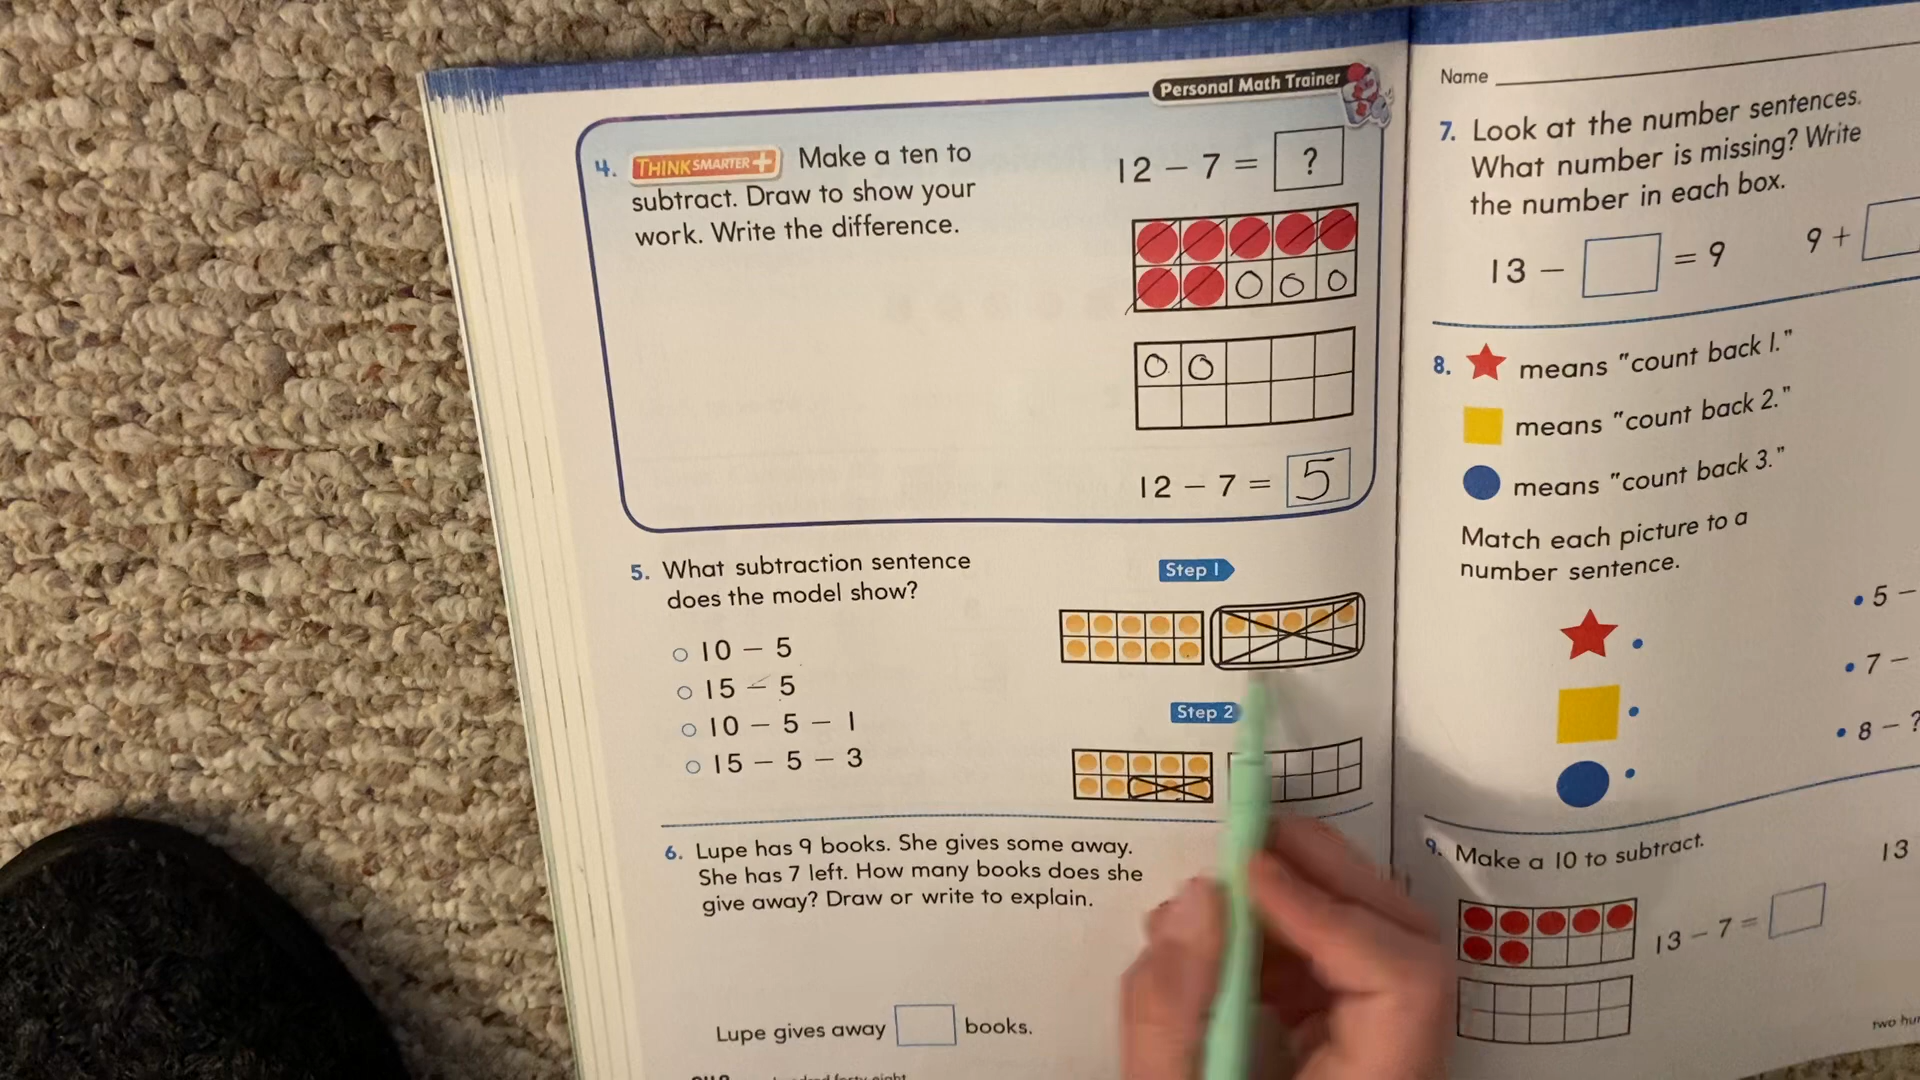 Personal Math Trainer
4. THINK SMARTER + Make a ten to
subtract. Draw to show your
work. Write the difference.
12 − 7 = ?
12 − 7 = 5
5. What subtraction sentence
does the model show?
10 − 5
15 − 5
10 − 5 − 1
15 − 5 − 3
Step 1
Step 2
6. Lupe has 9 books. She gives some away.
She has 7 left. How many books does she
give away? Draw or write to explain.
Lupe gives away
books.
Name
7. Look at the number sentences.
What number is missing? Write
the number in each box.
13 −
= 9
9 +
8.
means "count back 1."
means "count back 2."
means "count back 3."
Match each picture to a
number sentence.
• 5 −
• 7 −
• 8 − ?
9. Make a 10 to subtract.
13
13 − 7 =
two